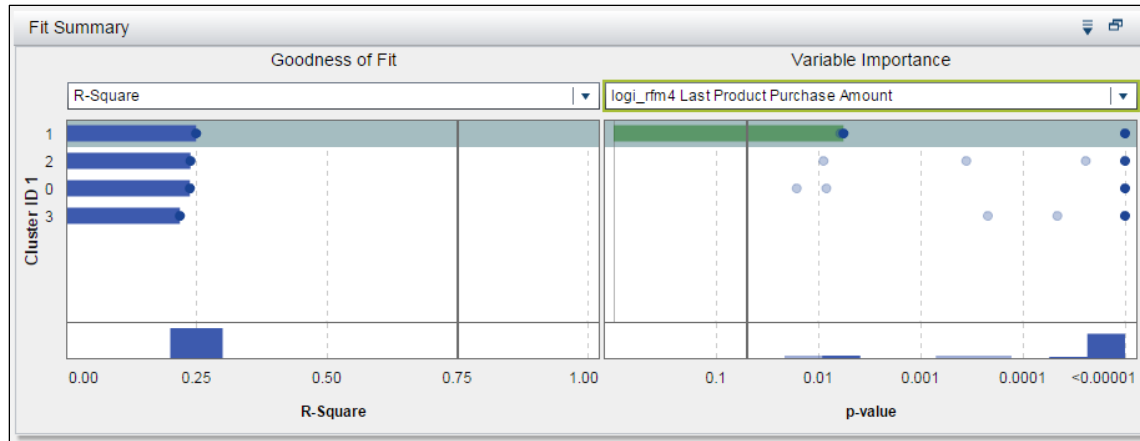 Fit Summary
Goodness of Fit
Variable Importance
R-Square
logi_rfm4 Last Product Purchase Amount
Cluster ID 1
1
2
0
3
0.00 0.25 0.50 0.75 1.00
0.1 0.01 0.001 0.0001 <0.00001
R-Square
p-value